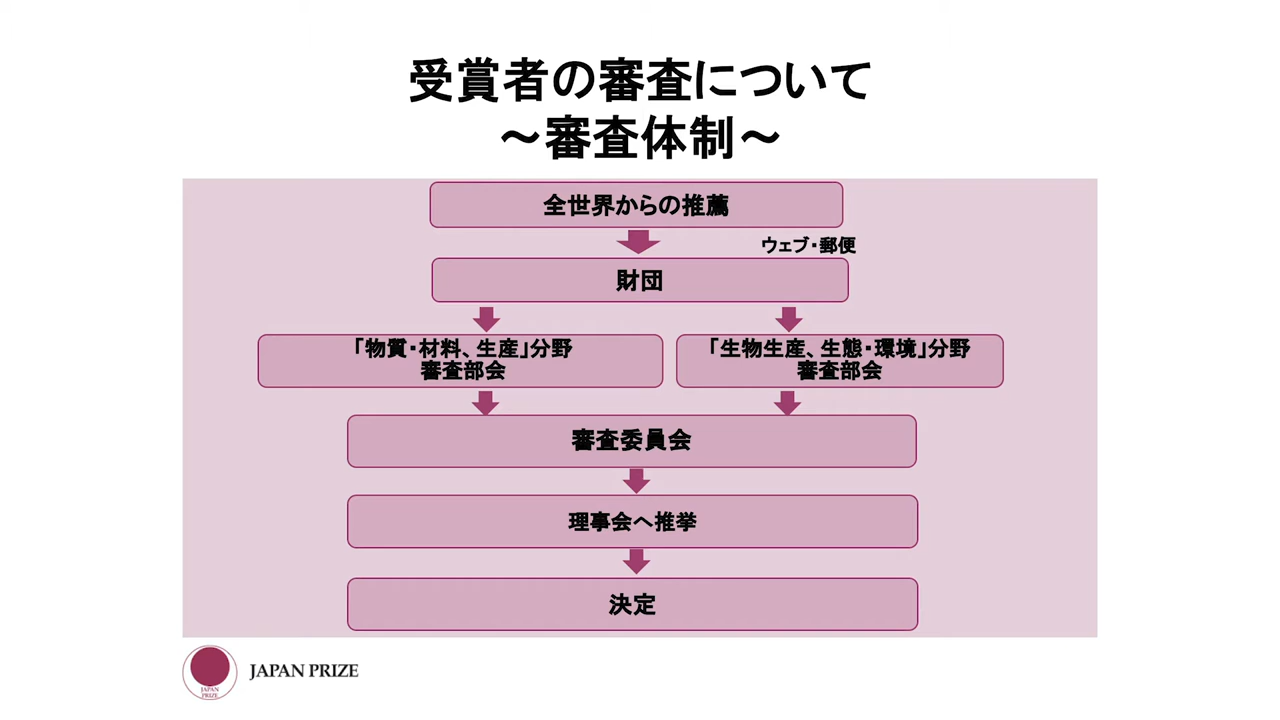 受賞者の審査について
～審査体制～
全世界からの推薦
ウェブ・郵便
財団
「物質・材料、生産」分野
審査部会
「生物生産、生態・環境」分野
審査部会
審査委員会
理事会へ推挙
決定
JAPAN
PRIZE
JAPAN PRIZE